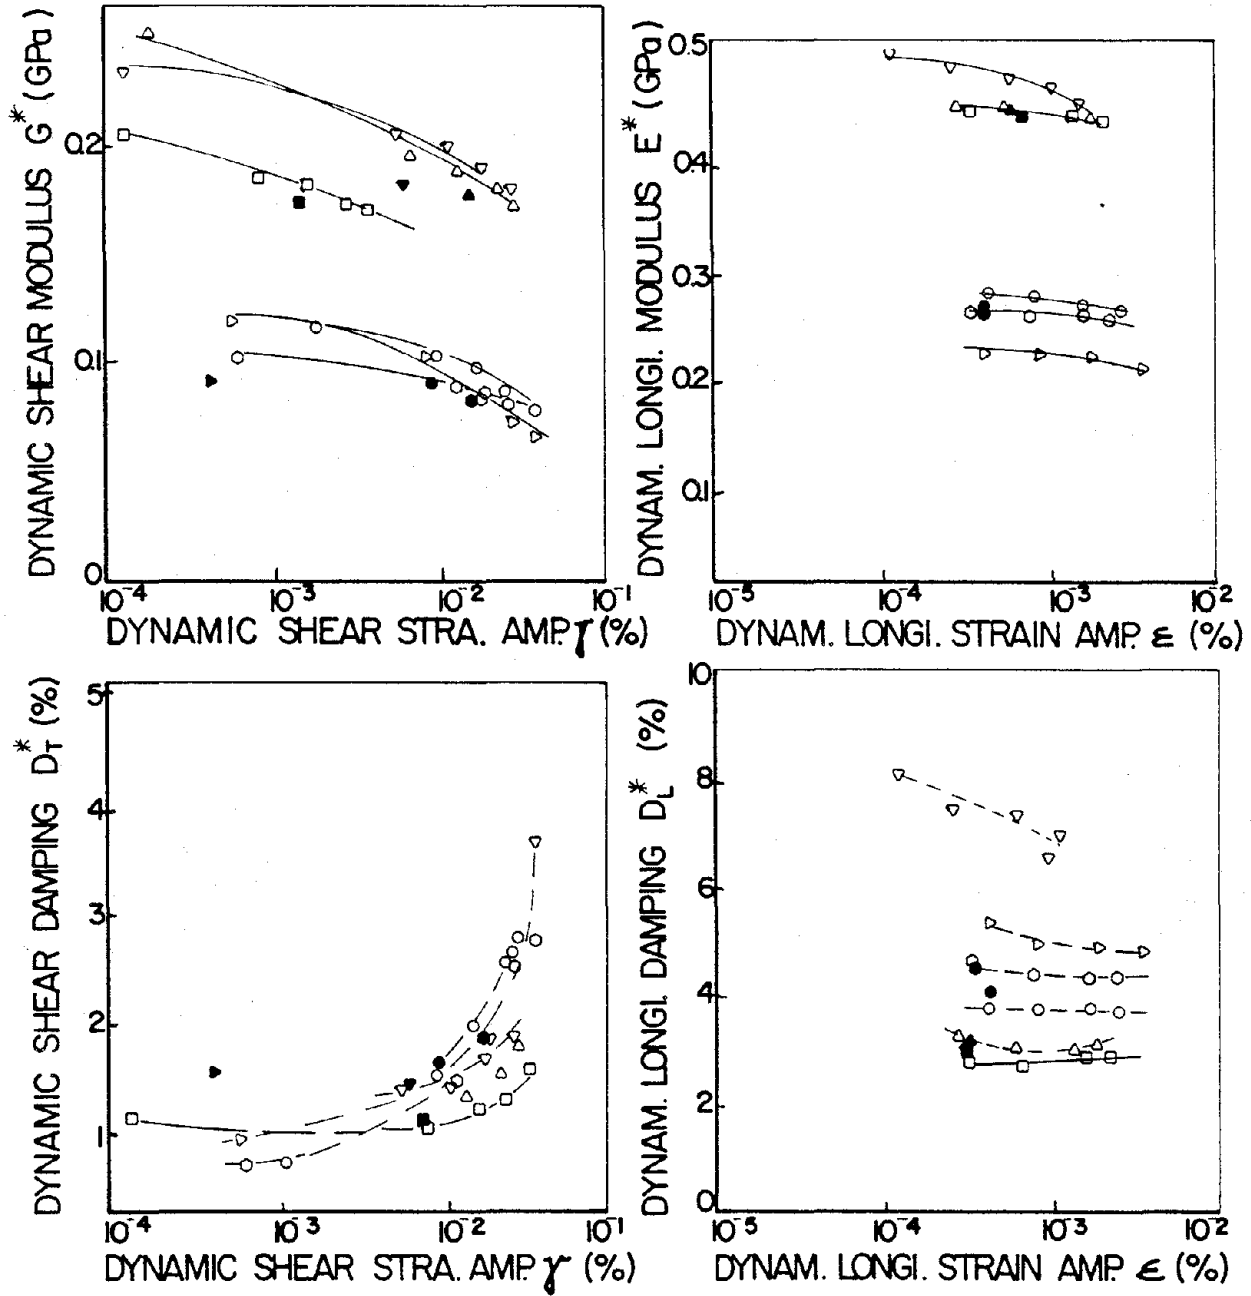 DYNAMIC SHEAR MODULUS G* (GPa)
0.2
0.1
0
10⁻⁴ 10⁻³ 10⁻² 10⁻¹
DYNAMIC SHEAR STRA. AMP. γ (%)
DYNAM. LONGI. MODULUS E* (GPa)
0.5
0.4
0.3
0.2
0.1
10⁻⁵ 10⁻⁴ 10⁻³ 10⁻²
DYNAM. LONGI. STRAIN AMP. ε (%)
DYNAMIC SHEAR DAMPING D_T* (%)
5
4
3
2
1
10⁻⁴ 10⁻³ 10⁻² 10⁻¹
DYNAMIC SHEAR STRA. AMP. γ (%)
DYNAM. LONGI. DAMPING D_L* (%)
10
8
6
4
2
0
10⁻⁵ 10⁻⁴ 10⁻³ 10⁻²
DYNAM. LONGI. STRAIN AMP. ε (%)